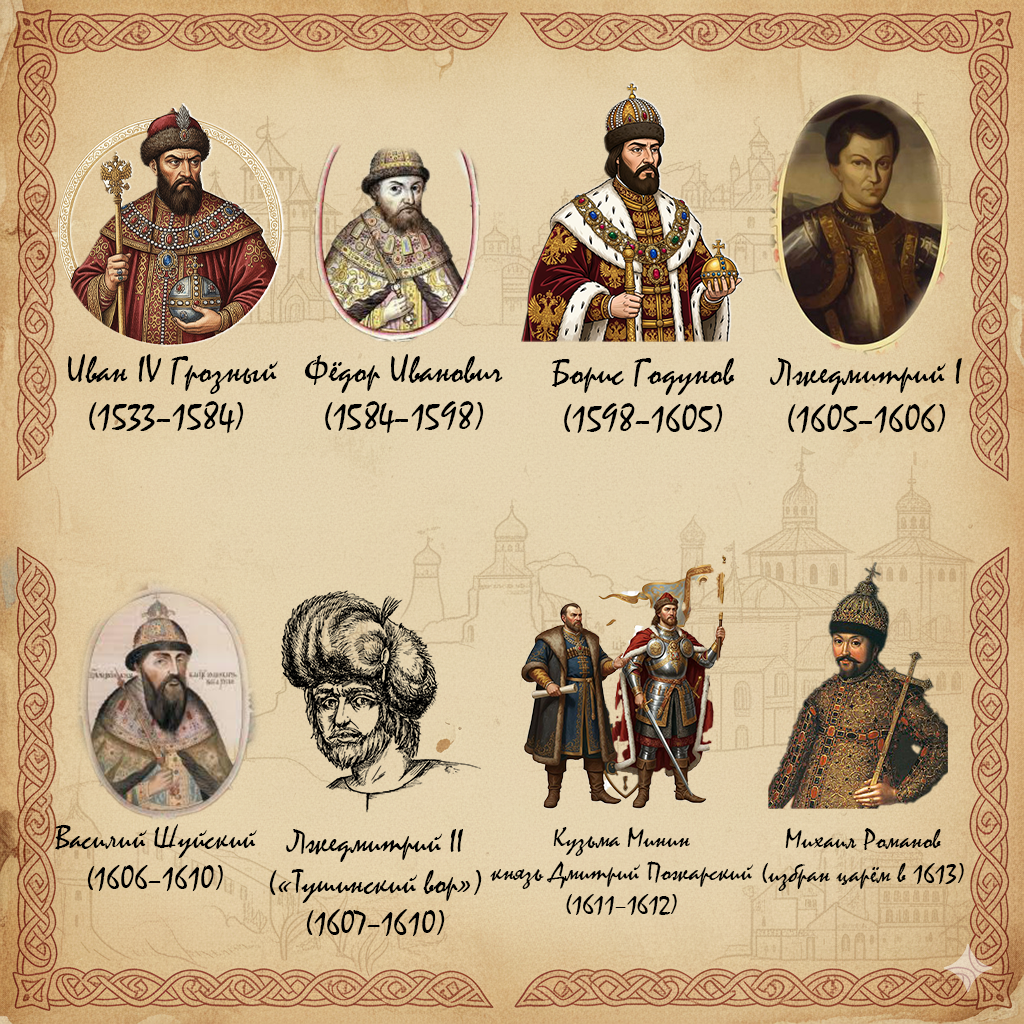 Иван IV Грозный
(1533-1584)
Фёдор Иванович
(1584-1598)
Борис Годунов
(1598-1605)
Лжедмитрий I
(1605-1606)
Василий Шуйский
(1606-1610)
Лжедмитрий II
(«Тушинский вор»)
(1607-1610)
Кузьма Минин
князь Дмитрий Пожарский
(1611-1612)
Михаил Романов
(избран царём в 1613)